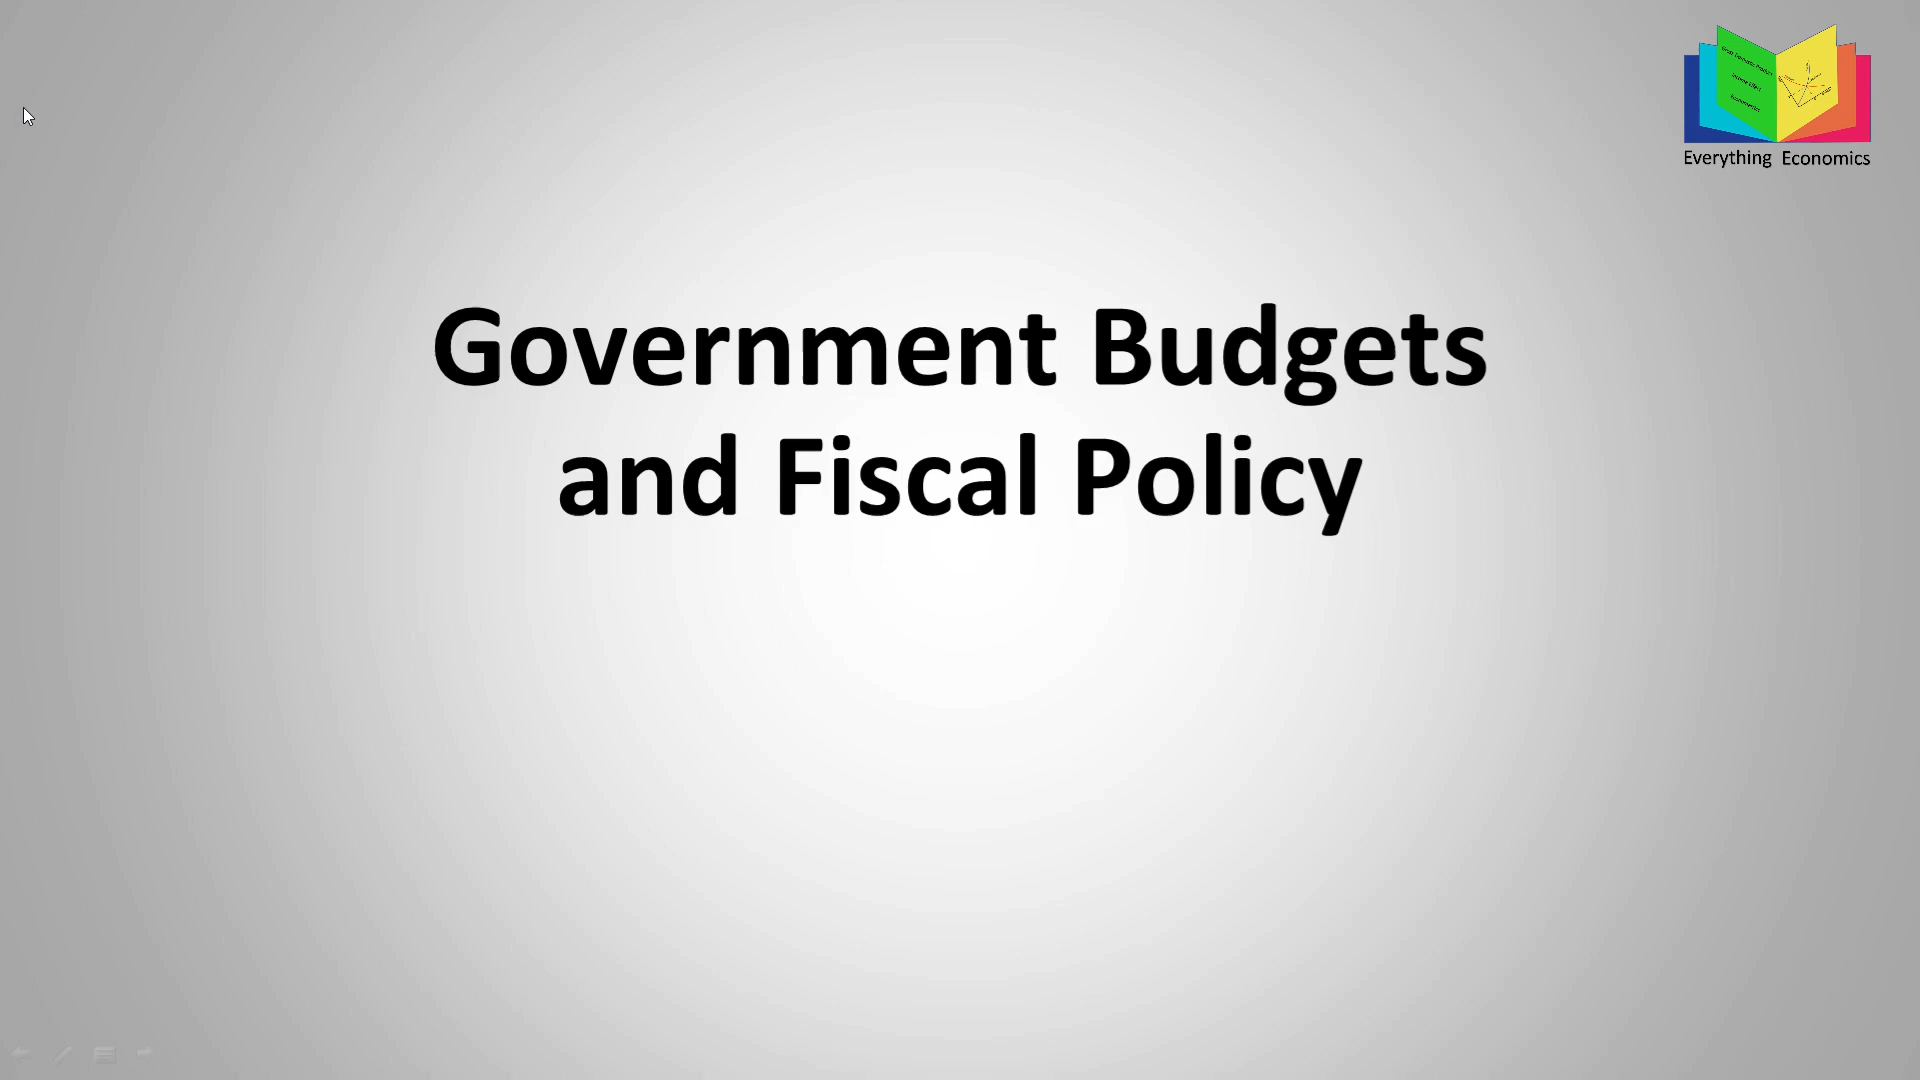 Everything Economics
Government Budgets
and Fiscal Policy